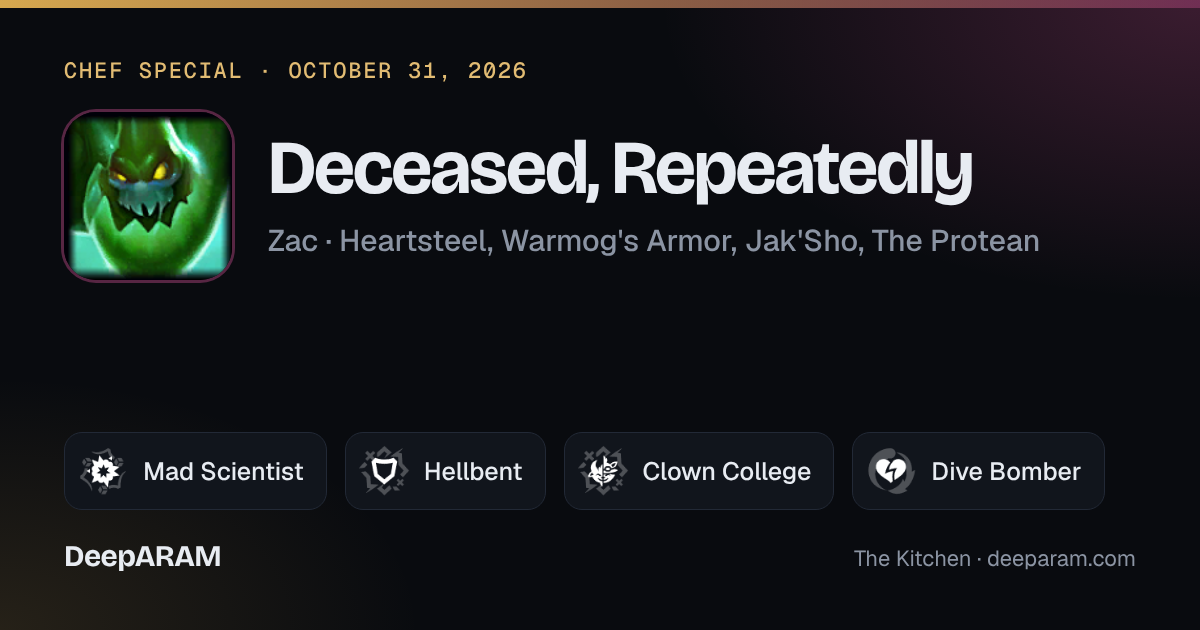 CHEF SPECIAL · OCTOBER 31, 2026
Deceased, Repeatedly
Zac · Heartsteel, Warmog's Armor, Jak'Sho, The Protean
Mad Scientist
Hellbent
Clown College
Dive Bomber
DeepARAM
The Kitchen · deeparam.com